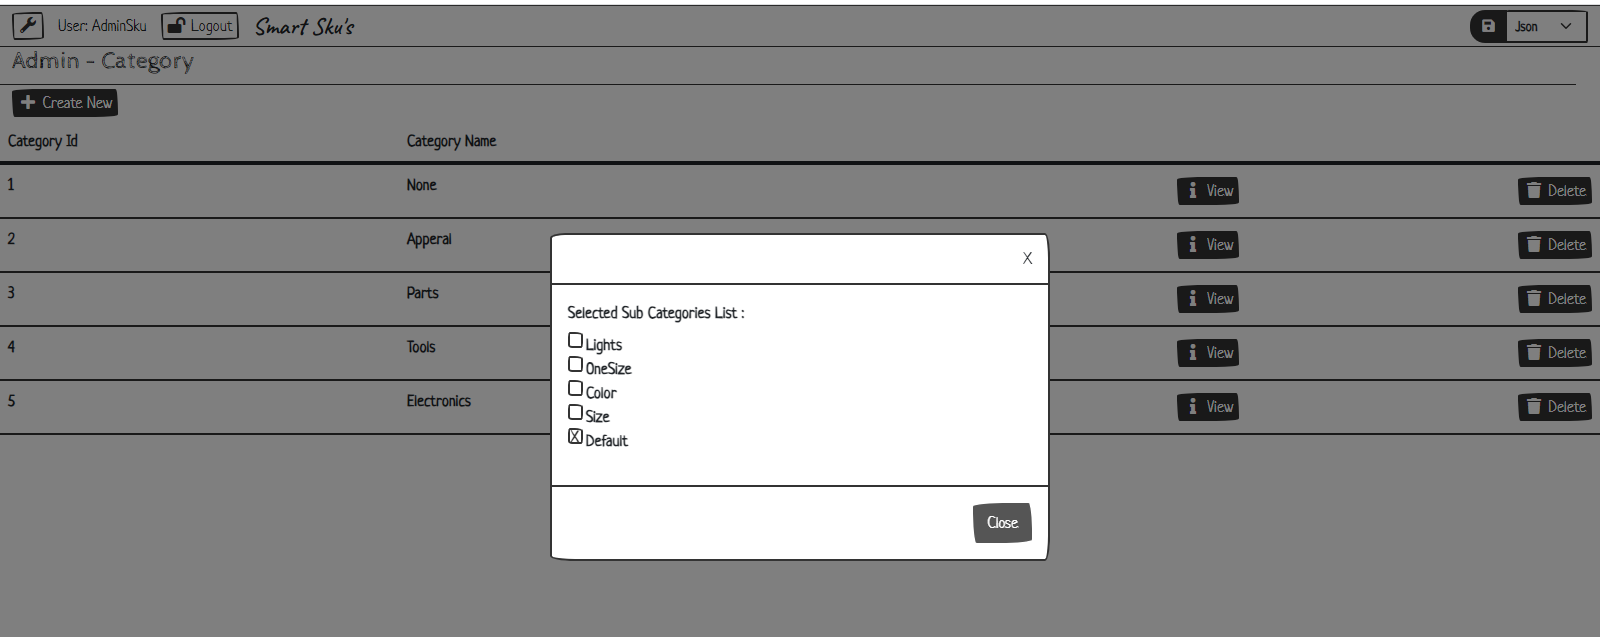 User: AdminSku Logout Smart Sku's Json
Admin - Category
Create New
Category Id Category Name
1 None View Delete
2 Apperal View Delete
3 Parts View Delete
4 Tools View Delete
5 Electronics View Delete
X
Selected Sub Categories List :
Lights
OneSize
Color
Size
Default
Close